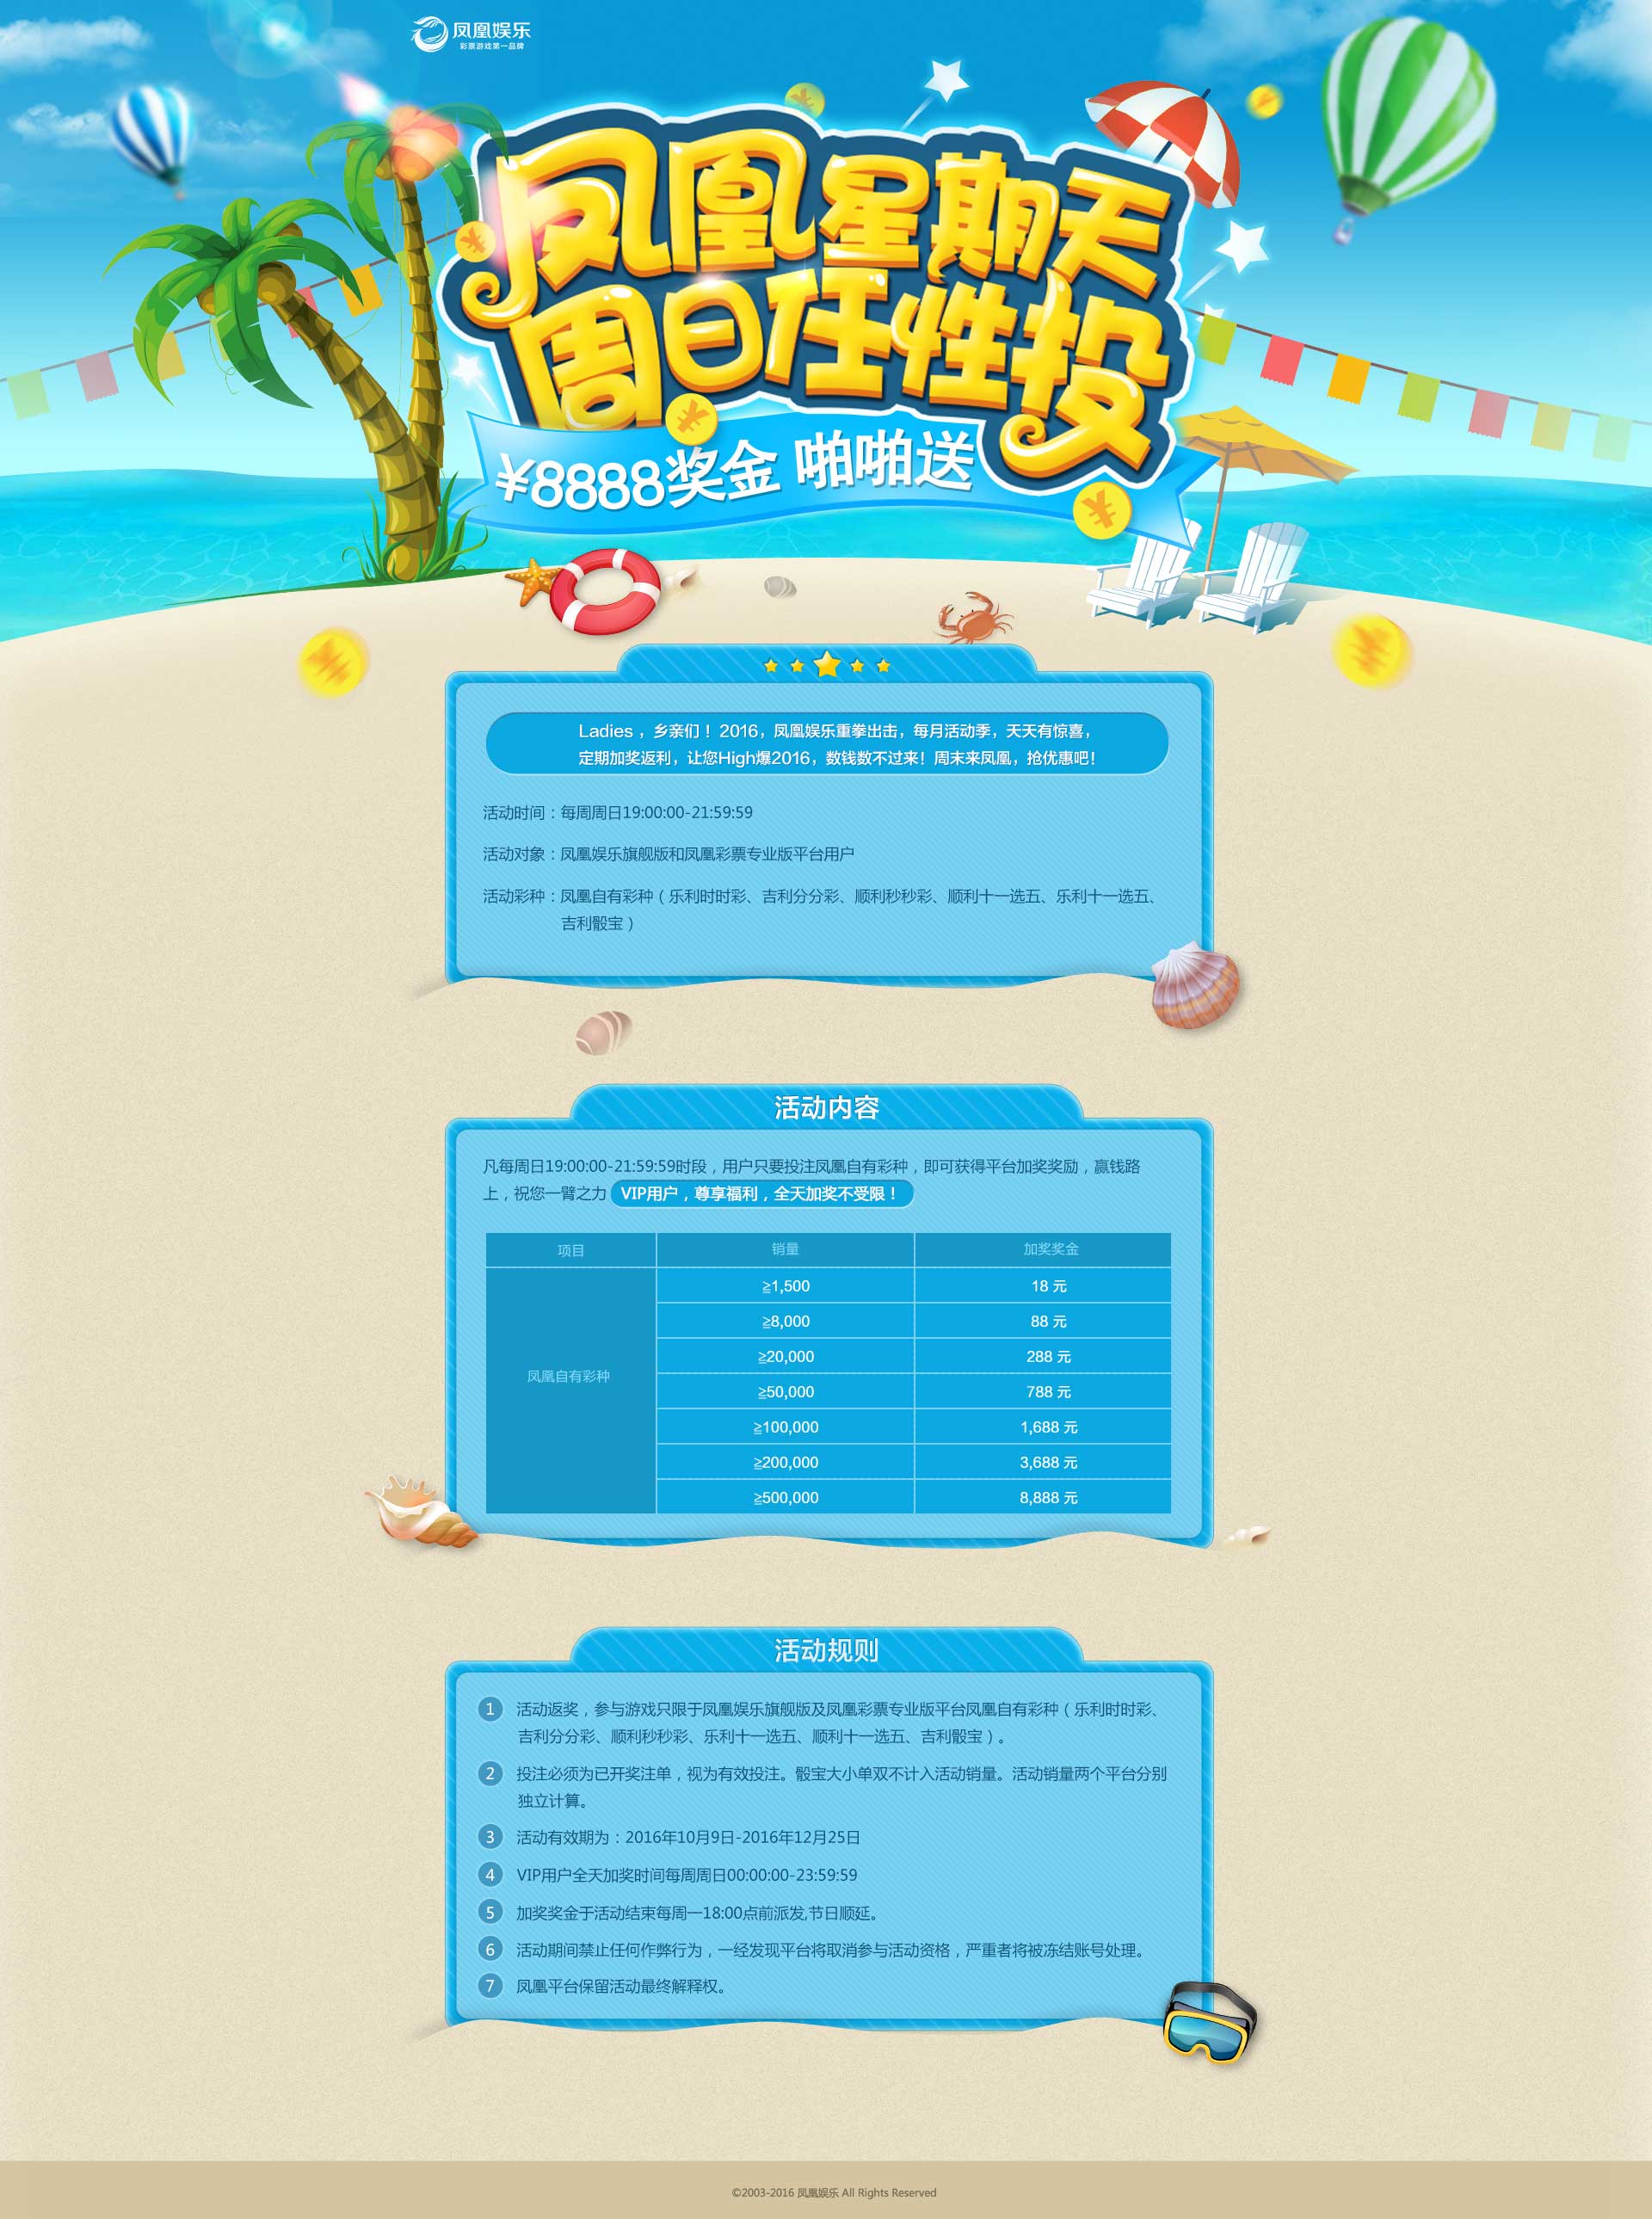 凤凰娱乐
彩票游戏第一品牌
凤凰星期天
周日任性投
¥8888奖金 啪啪送
Ladies ，乡亲们！2016，凤凰娱乐重拳出击，每月活动季，天天有惊喜，
定期加奖返利，让您High爆2016，数钱数不过来！周末来凤凰，抢优惠吧！
活动时间：每周周日19:00:00-21:59:59
活动对象：凤凰娱乐旗舰版和凤凰彩票专业版平台用户
活动彩种：凤凰自有彩种（乐利时时彩、吉利分分彩、顺利秒秒彩、顺利十一选五、乐利十一选五、
吉利骰宝）
活动内容
凡每周日19:00:00-21:59:59时段，用户只要投注凤凰自有彩种，即可获得平台加奖奖励，赢钱路
上，祝您一臂之力 VIP用户，尊享福利，全天加奖不受限！
项目 销量 加奖奖金
≧1,500 18 元
≧8,000 88 元
≧20,000 288 元
凤凰自有彩种
≧50,000 788 元
≧100,000 1,688 元
≧200,000 3,688 元
≧500,000 8,888 元
活动规则
1 活动返奖，参与游戏只限于凤凰娱乐旗舰版及凤凰彩票专业版平台凤凰自有彩种（乐利时时彩、
吉利分分彩、顺利秒秒彩、乐利十一选五、顺利十一选五、吉利骰宝）。
2 投注必须为已开奖注单，视为有效投注。骰宝大小单双不计入活动销量。活动销量两个平台分别
独立计算。
3 活动有效期为：2016年10月9日-2016年12月25日
4 VIP用户全天加奖时间每周周日00:00:00-23:59:59
5 加奖奖金于活动结束每周一18:00点前派发,节日顺延。
6 活动期间禁止任何作弊行为，一经发现平台将取消参与活动资格，严重者将被冻结账号处理。
7 凤凰平台保留活动最终解释权。
©2003-2016 凤凰娱乐 All Rights Reserved